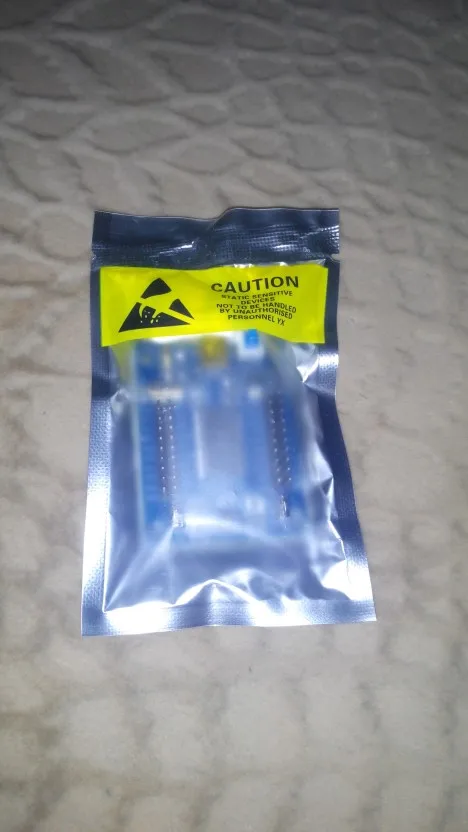 CAUTION
STATIC SENSITIVE
DEVICES
NOT TO BE HANDLED
BY UNAUTHORISED
PERSONNEL YX